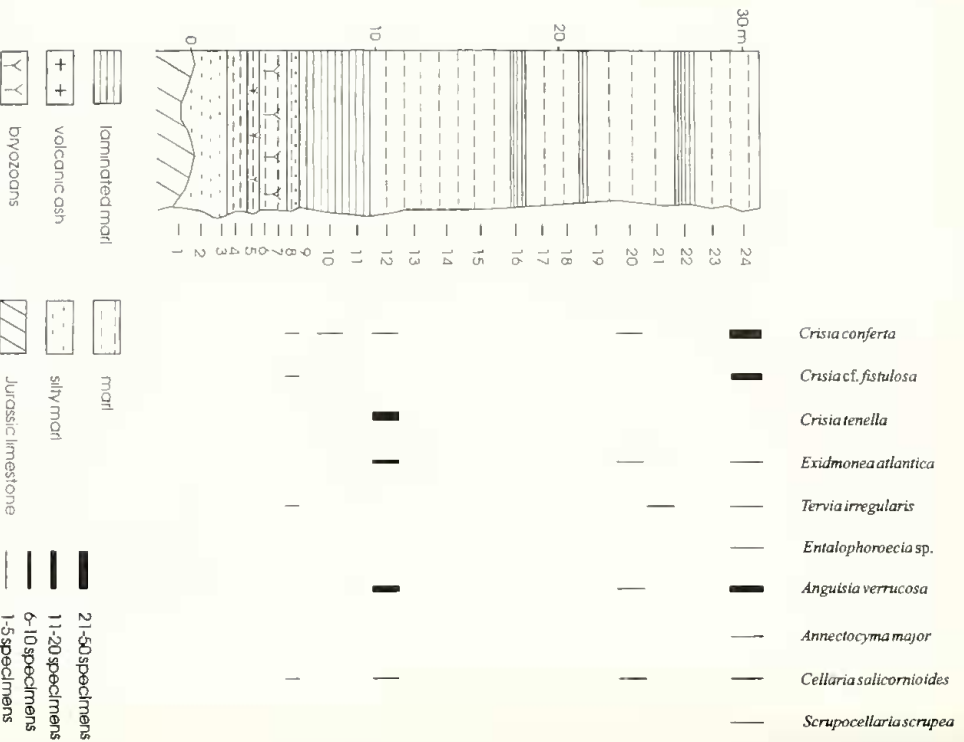 0
10
20
30 m
1
2
3
4
5
6
7
8
9
10
11
12
13
14
15
16
17
18
19
20
21
22
23
24
laminated marl
volcanic ash
bryozoans
marl
silty marl
Jurassic limestone
21-50 specimens
11-20 specimens
6-10 specimens
1-5 specimens
Crisia conferta
Crisia cf. fistulosa
Crisia tenella
Exidmonea atlantica
Tervia irregularis
Entalophoroecia sp.
Anguisia verrucosa
Annectocyma major
Cellaria salicornioides
Scrupocellaria scrupea